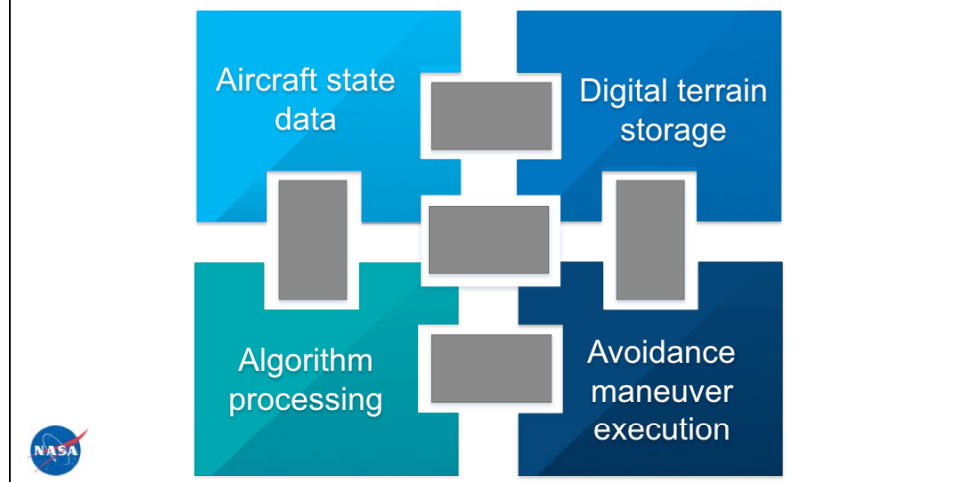 Aircraft state
data
Digital terrain
storage
Algorithm
processing
Avoidance
maneuver
execution
NASA